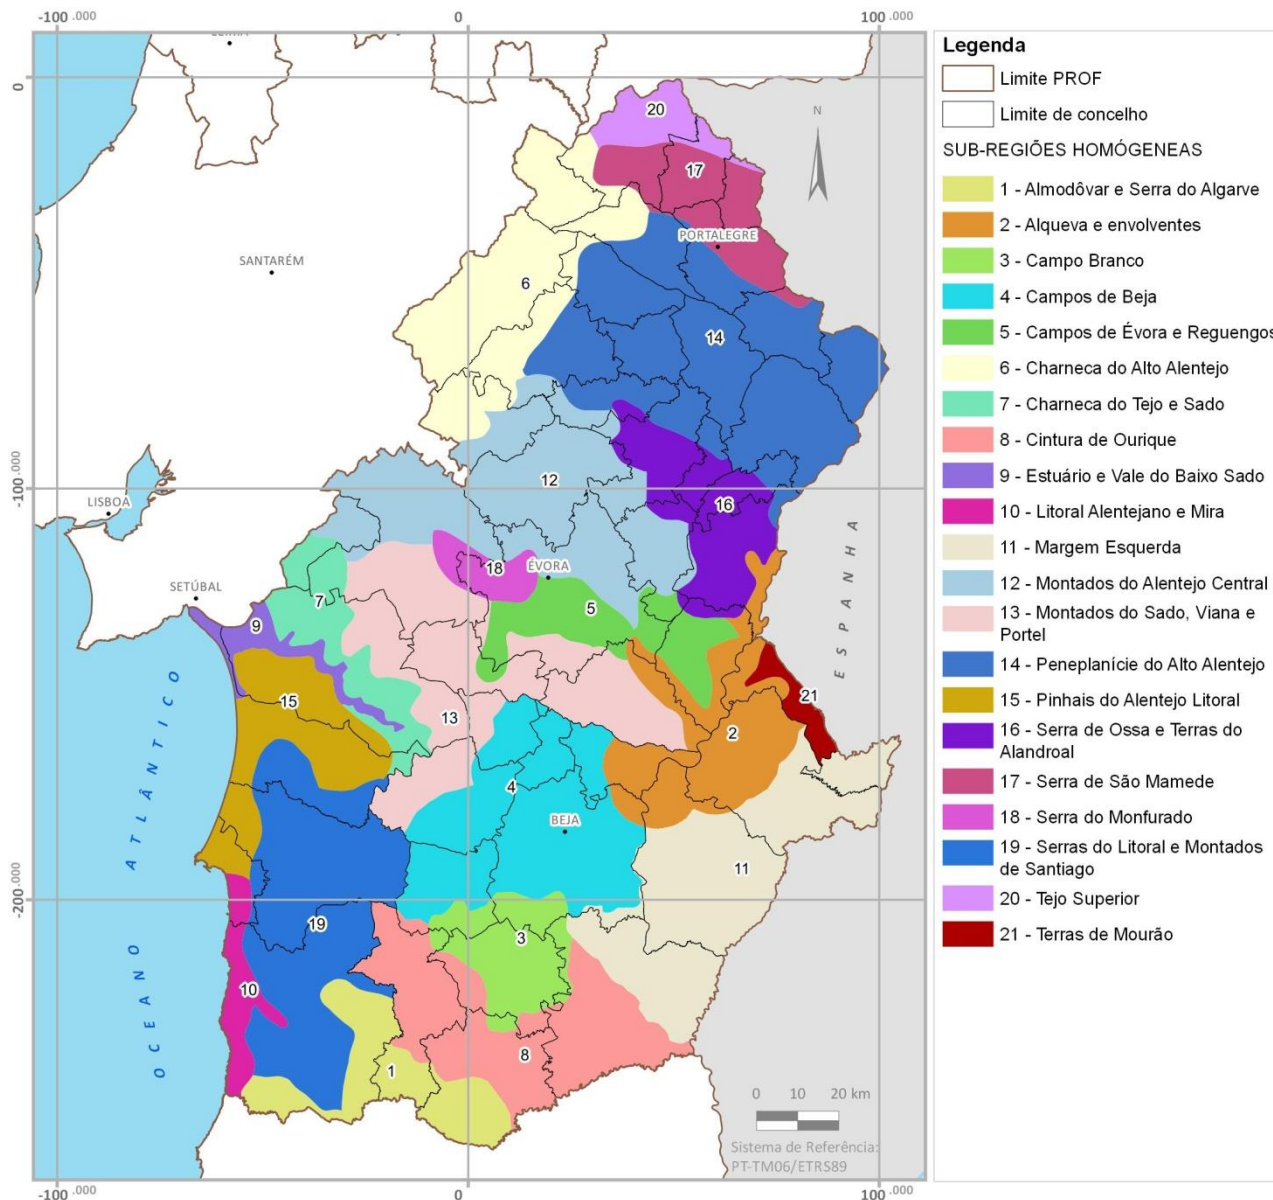 -100.000
0
100.000
0
-100.000
-200.000
Legenda
Limite PROF
Limite de concelho
SUB-REGIÕES HOMÓGENEAS
1 - Almodôvar e Serra do Algarve
2 - Alqueva e envolventes
3 - Campo Branco
4 - Campos de Beja
5 - Campos de Évora e Reguengos
6 - Charneca do Alto Alentejo
7 - Charneca do Tejo e Sado
8 - Cintura de Ourique
9 - Estuário e Vale do Baixo Sado
10 - Litoral Alentejano e Mira
11 - Margem Esquerda
12 - Montados do Alentejo Central
13 - Montados do Sado, Viana e
Portel
14 - Peneplanície do Alto Alentejo
15 - Pinhais do Alentejo Litoral
16 - Serra de Ossa e Terras do
Alandroal
17 - Serra de São Mamede
18 - Serra do Monfurado
19 - Serras do Litoral e Montados
de Santiago
20 - Tejo Superior
21 - Terras de Mourão
N
20
17
PORTALEGRE
SANTARÉM
6
14
12
LISBOA
16
ESPANHA
18
ÉVORA
SETÚBAL
7
5
9
21
15
13
2
OCEANO ATLÂNTICO
4
BEJA
11
19
3
10
8
1
0 10 20 km
Sistema de Referência:
PT-TM06/ETRS89
-100.000
0
100.000